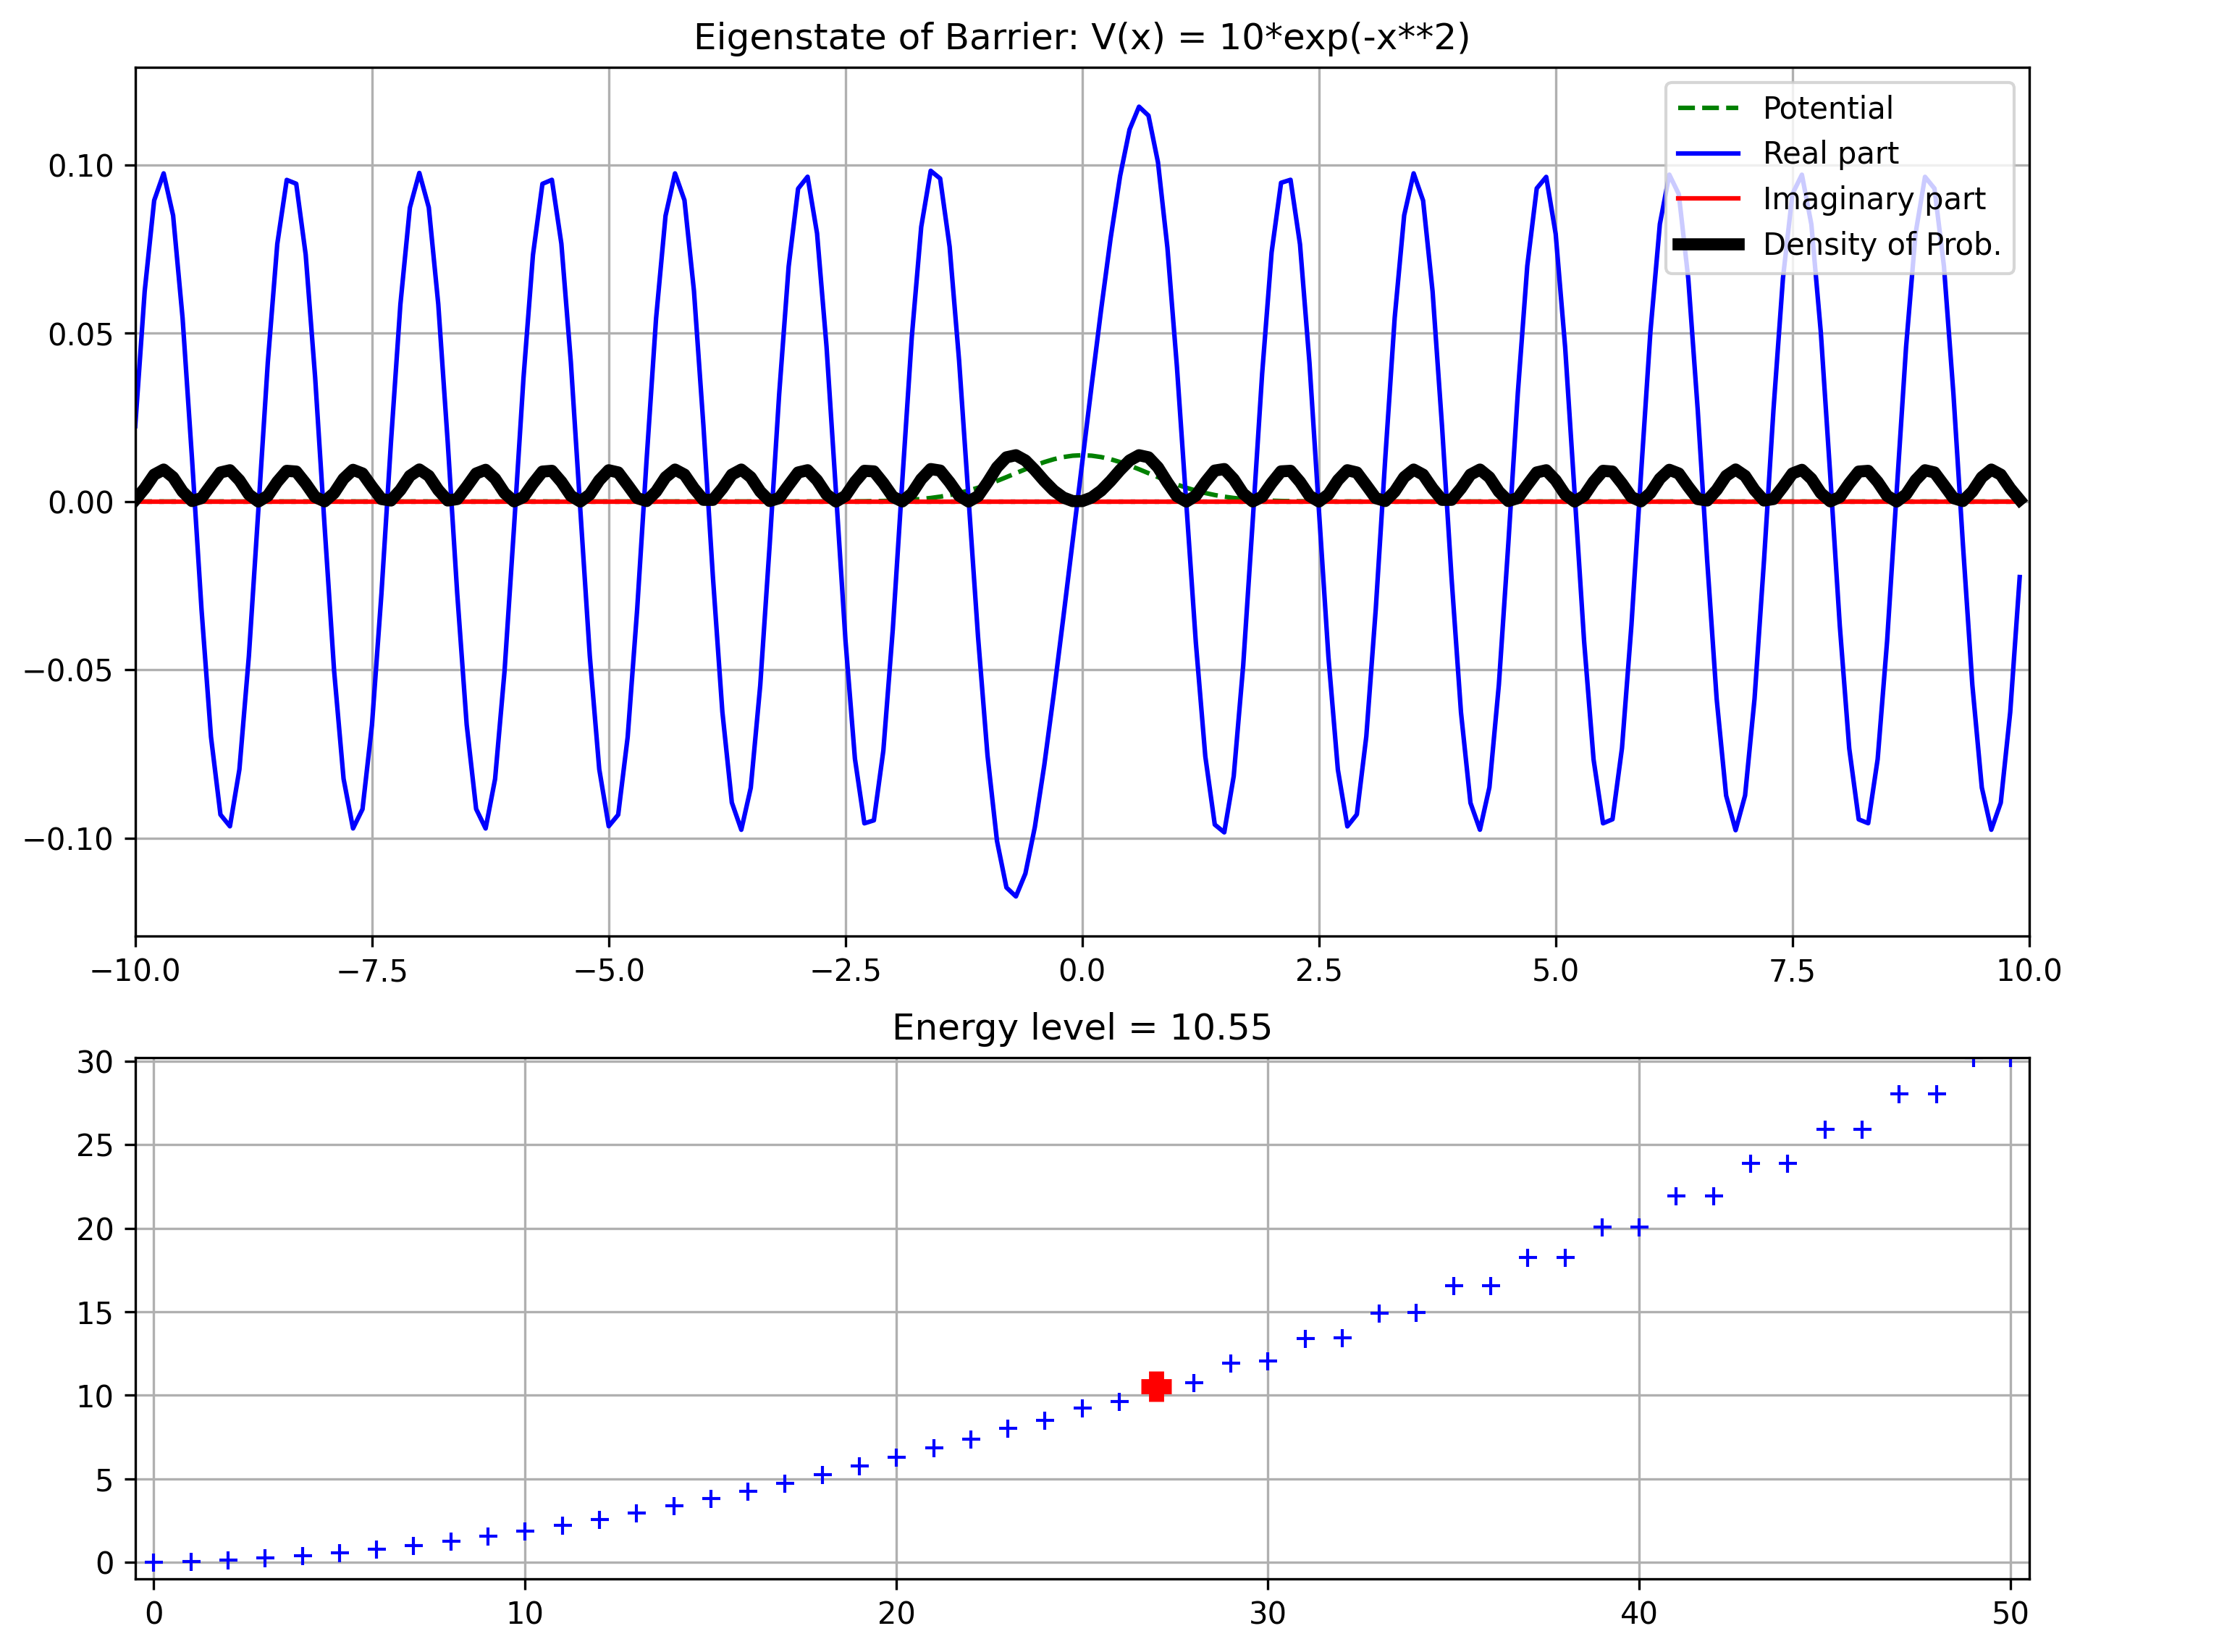 Eigenstate of Barrier: V(x) = 10*exp(-x**2)
Potential
Real part
Imaginary part
Density of Prob.
0.10
0.05
0.00
−0.05
−0.10
−10.0 −7.5 −5.0 −2.5 0.0 2.5 5.0 7.5 10.0
Energy level = 10.55
30
25
20
15
10
5
0
0 10 20 30 40 50